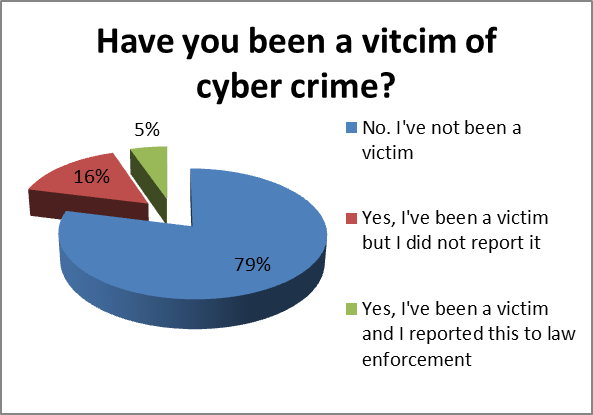 Have you been a vitcim of
cyber crime?
5%
16%
79%
No. I've not been a
victim
Yes, I've been a victim
but I did not report it
Yes, I've been a victim
and I reported this to law
enforcement